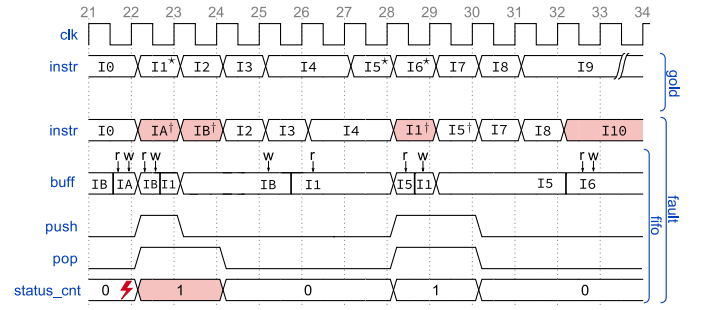 21 22 23 24 25 26 27 28 29 30 31 32 33 34
clk
instr I0 I1* I2 I3 I4 I5* I6* I7 I8 I9
gold
instr I0 IA† IB† I2 I3 I4 I1† I5† I7 I8 I10
r w r w w r r w r w
buff IB IA IB I1 IB I1 I5 I1 I5 I6
push
pop
status_cnt 0 1 0 1 0
fifo
fault